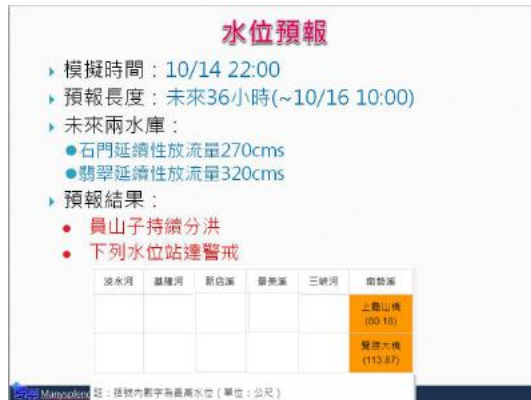 水位預報
模擬時間：10/14 22:00
預報長度：未來36小時(~10/16 10:00)
未來兩水庫：
石門延續性放流量270cms
翡翠延續性放流量320cms
預報結果：
員山子持續分洪
下列水位站達警戒
淡水河 基隆河 新店溪 景美溪 三峽河 南勢溪
上龜山橋
(60.16)
覽勝大橋
(113.87)
Manysplend 註：括號內數字為最高水位（單位：公尺）